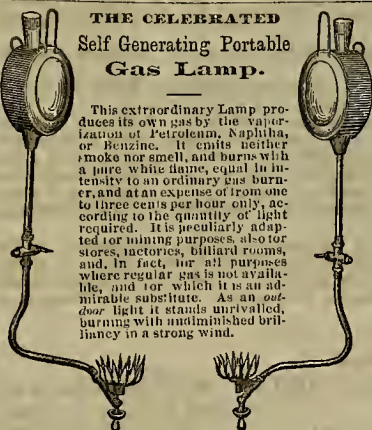 THE CELEBRATED
Self Generating Portable
Gas Lamp.
This extraordinary Lamp pro-
duces its own gas by the vapor-
ization of Petroleum, Naphtha,
or Benzine. It emits neither
smoke nor smell, and burns with
a pure white flame, equal in in-
tensity to an ordinary gas burn-
er, and at an expense of from one
to three cents per hour only, ac-
cording to the quantity of light
required. It is peculiarly adap-
ted for mining purposes, also for
stores, factories, billiard rooms,
and, in fact, for all purposes
where regular gas is not availa-
ble, and for which it is an ad-
mirable substitute. As an out-
door light it stands unrivalled,
burning with undiminished bril-
liancy in a strong wind.